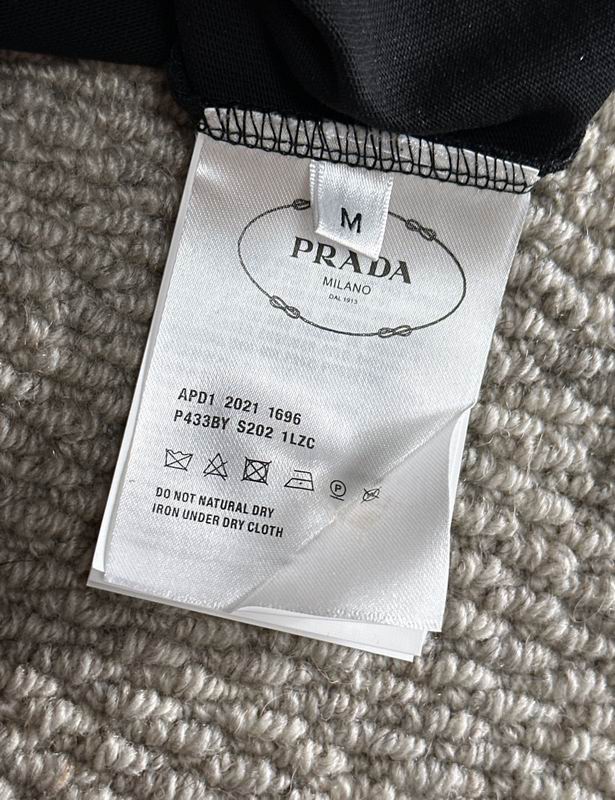 M
PRADA
MILANO
DAL 1913
APD1 2021 1696
P433BY S202 1LZC
P
DO NOT NATURAL DRY
IRON UNDER DRY CLOTH